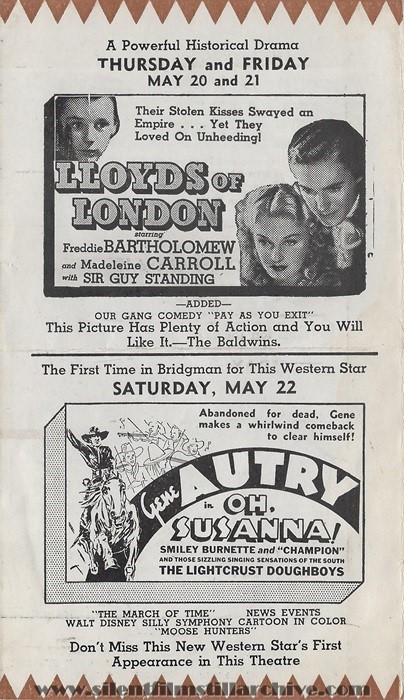 A Powerful Historical Drama
THURSDAY and FRIDAY
MAY 20 and 21
Their Stolen Kisses Swayed an
Empire . . . Yet They
Loved On Unheeding!
LLOYDS OF
LONDON
starring
Freddie BARTHOLOMEW
and Madeleine CARROLL
with SIR GUY STANDING
—ADDED—
OUR GANG COMEDY "PAY AS YOU EXIT"
This Picture Has Plenty of Action and You Will
Like It.—The Baldwins.
The First Time in Bridgman for This Western Star
SATURDAY, MAY 22
Abandoned for dead, Gene
makes a whirlwind comeback
to clear himself!
Gene AUTRY
in OH,
SUSANNA!
SMILEY BURNETTE and "CHAMPION"
AND THOSE SIZZLING SINGING SENSATIONS OF THE SOUTH
THE LIGHTCRUST DOUGHBOYS
"THE MARCH OF TIME" NEWS EVENTS
WALT DISNEY SILLY SYMPHONY CARTOON IN COLOR
"MOOSE HUNTERS"
Don't Miss This New Western Star's First
Appearance in This Theatre
www.silentfilmstillarchive.com